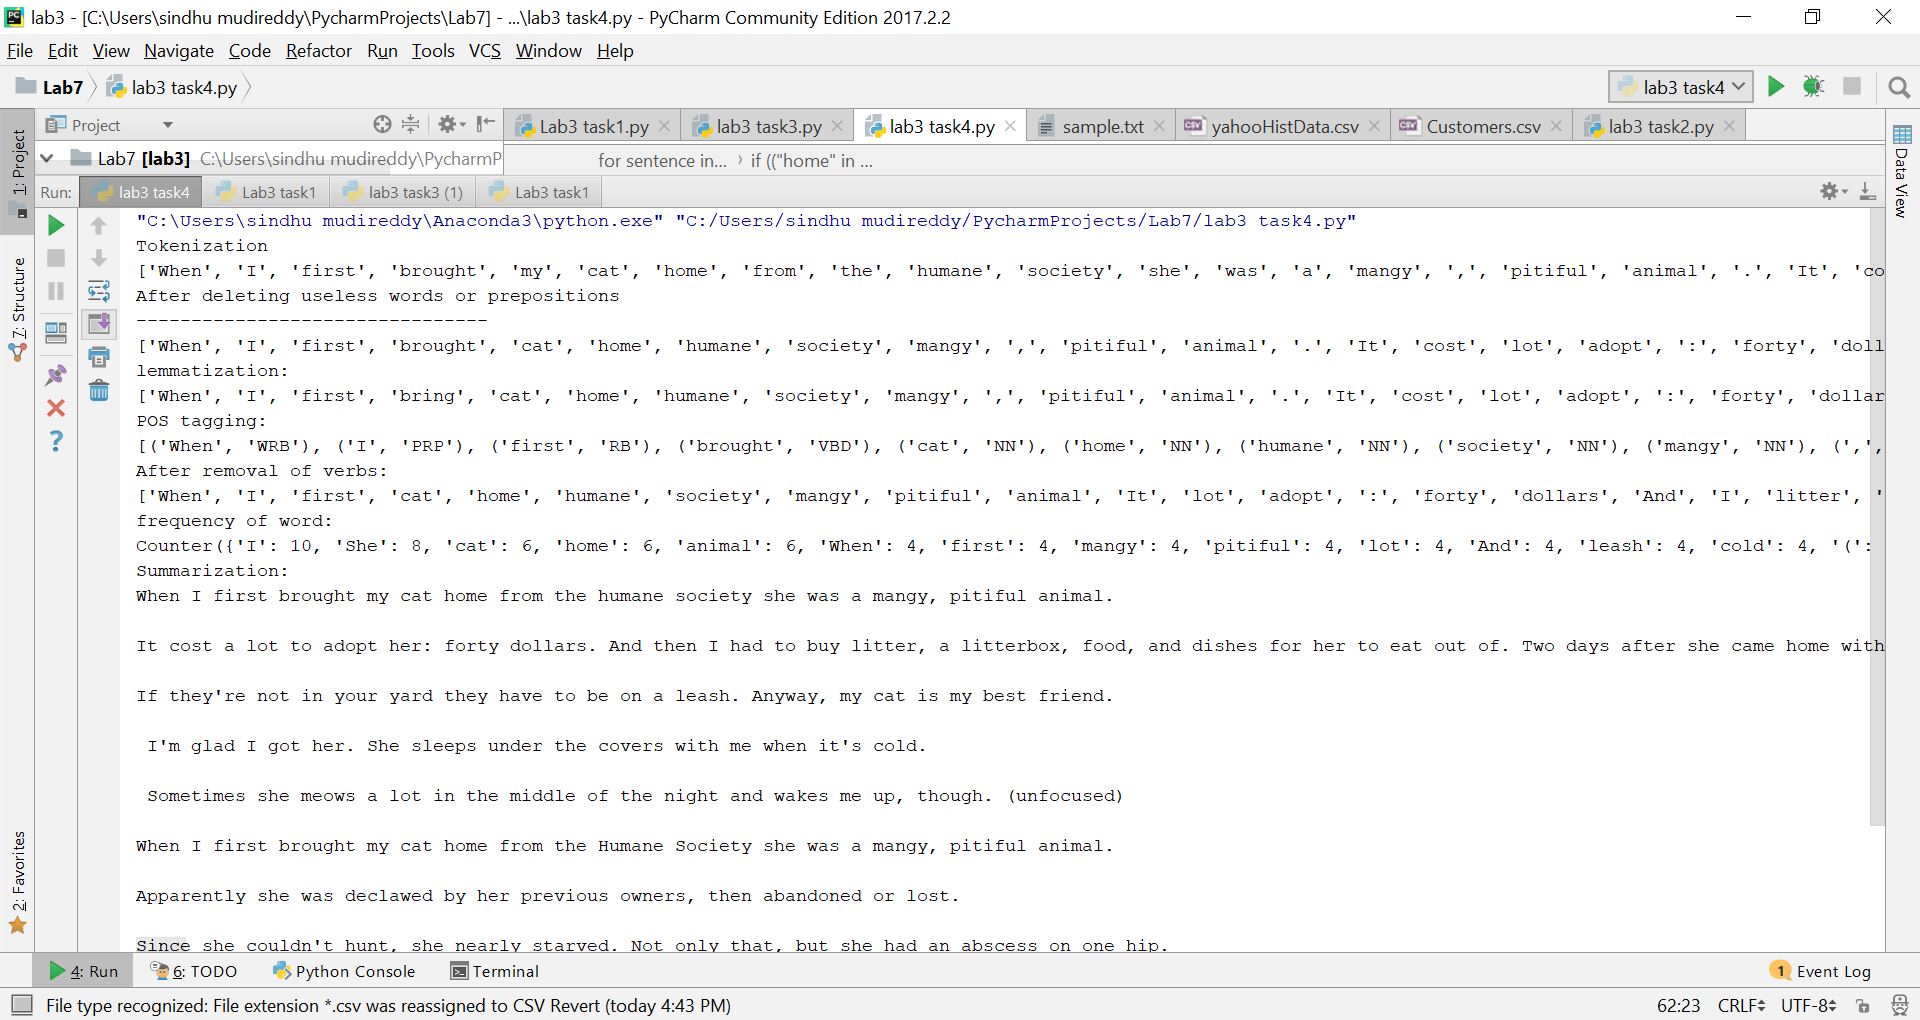 lab3 - [C:\Users\sindhu mudireddy\PycharmProjects\Lab7] - ...\lab3 task4.py - PyCharm Community Edition 2017.2.2
File Edit View Navigate Code Refactor Run Tools VCS Window Help
Lab7 lab3 task4.py lab3 task4
1: Project
Project Lab3 task1.py lab3 task3.py lab3 task4.py sample.txt yahooHistData.csv Customers.csv lab3 task2.py
Lab7 [lab3] C:\Users\sindhu mudireddy\PycharmP for sentence in... › if (("home" in ...
Data View
Run: lab3 task4 Lab3 task1 lab3 task3 (1) Lab3 task1
"C:\Users\sindhu mudireddy\Anaconda3\python.exe" "C:/Users/sindhu mudireddy/PycharmProjects/Lab7/lab3 task4.py"
Tokenization
['When', 'I', 'first', 'brought', 'my', 'cat', 'home', 'from', 'the', 'humane', 'society', 'she', 'was', 'a', 'mangy', ',', 'pitiful', 'animal', '.', 'It', 'co
After deleting useless words or prepositions
--------------------------------
['When', 'I', 'first', 'brought', 'cat', 'home', 'humane', 'society', 'mangy', ',', 'pitiful', 'animal', '.', 'It', 'cost', 'lot', 'adopt', ':', 'forty', 'doll
lemmatization:
['When', 'I', 'first', 'bring', 'cat', 'home', 'humane', 'society', 'mangy', ',', 'pitiful', 'animal', '.', 'It', 'cost', 'lot', 'adopt', ':', 'forty', 'dollar
POS tagging:
[('When', 'WRB'), ('I', 'PRP'), ('first', 'RB'), ('brought', 'VBD'), ('cat', 'NN'), ('home', 'NN'), ('humane', 'NN'), ('society', 'NN'), ('mangy', 'NN'), (',',
After removal of verbs:
['When', 'I', 'first', 'cat', 'home', 'humane', 'society', 'mangy', 'pitiful', 'animal', 'It', 'lot', 'adopt', ':', 'forty', 'dollars', 'And', 'I', 'litter', '
frequency of word:
Counter({'I': 10, 'She': 8, 'cat': 6, 'home': 6, 'animal': 6, 'When': 4, 'first': 4, 'mangy': 4, 'pitiful': 4, 'lot': 4, 'And': 4, 'leash': 4, 'cold': 4, '(':
Summarization:
When I first brought my cat home from the humane society she was a mangy, pitiful animal.
It cost a lot to adopt her: forty dollars. And then I had to buy litter, a litterbox, food, and dishes for her to eat out of. Two days after she came home with
If they're not in your yard they have to be on a leash. Anyway, my cat is my best friend.
I'm glad I got her. She sleeps under the covers with me when it's cold.
Sometimes she meows a lot in the middle of the night and wakes me up, though. (unfocused)
When I first brought my cat home from the Humane Society she was a mangy, pitiful animal.
Apparently she was declawed by her previous owners, then abandoned or lost.
Since she couldn't hunt, she nearly starved. Not only that, but she had an abscess on one hip.
7: Structure
2: Favorites
4: Run 6: TODO Python Console Terminal 1 Event Log
File type recognized: File extension *.csv was reassigned to CSV Revert (today 4:43 PM) 62:23 CRLF UTF-8